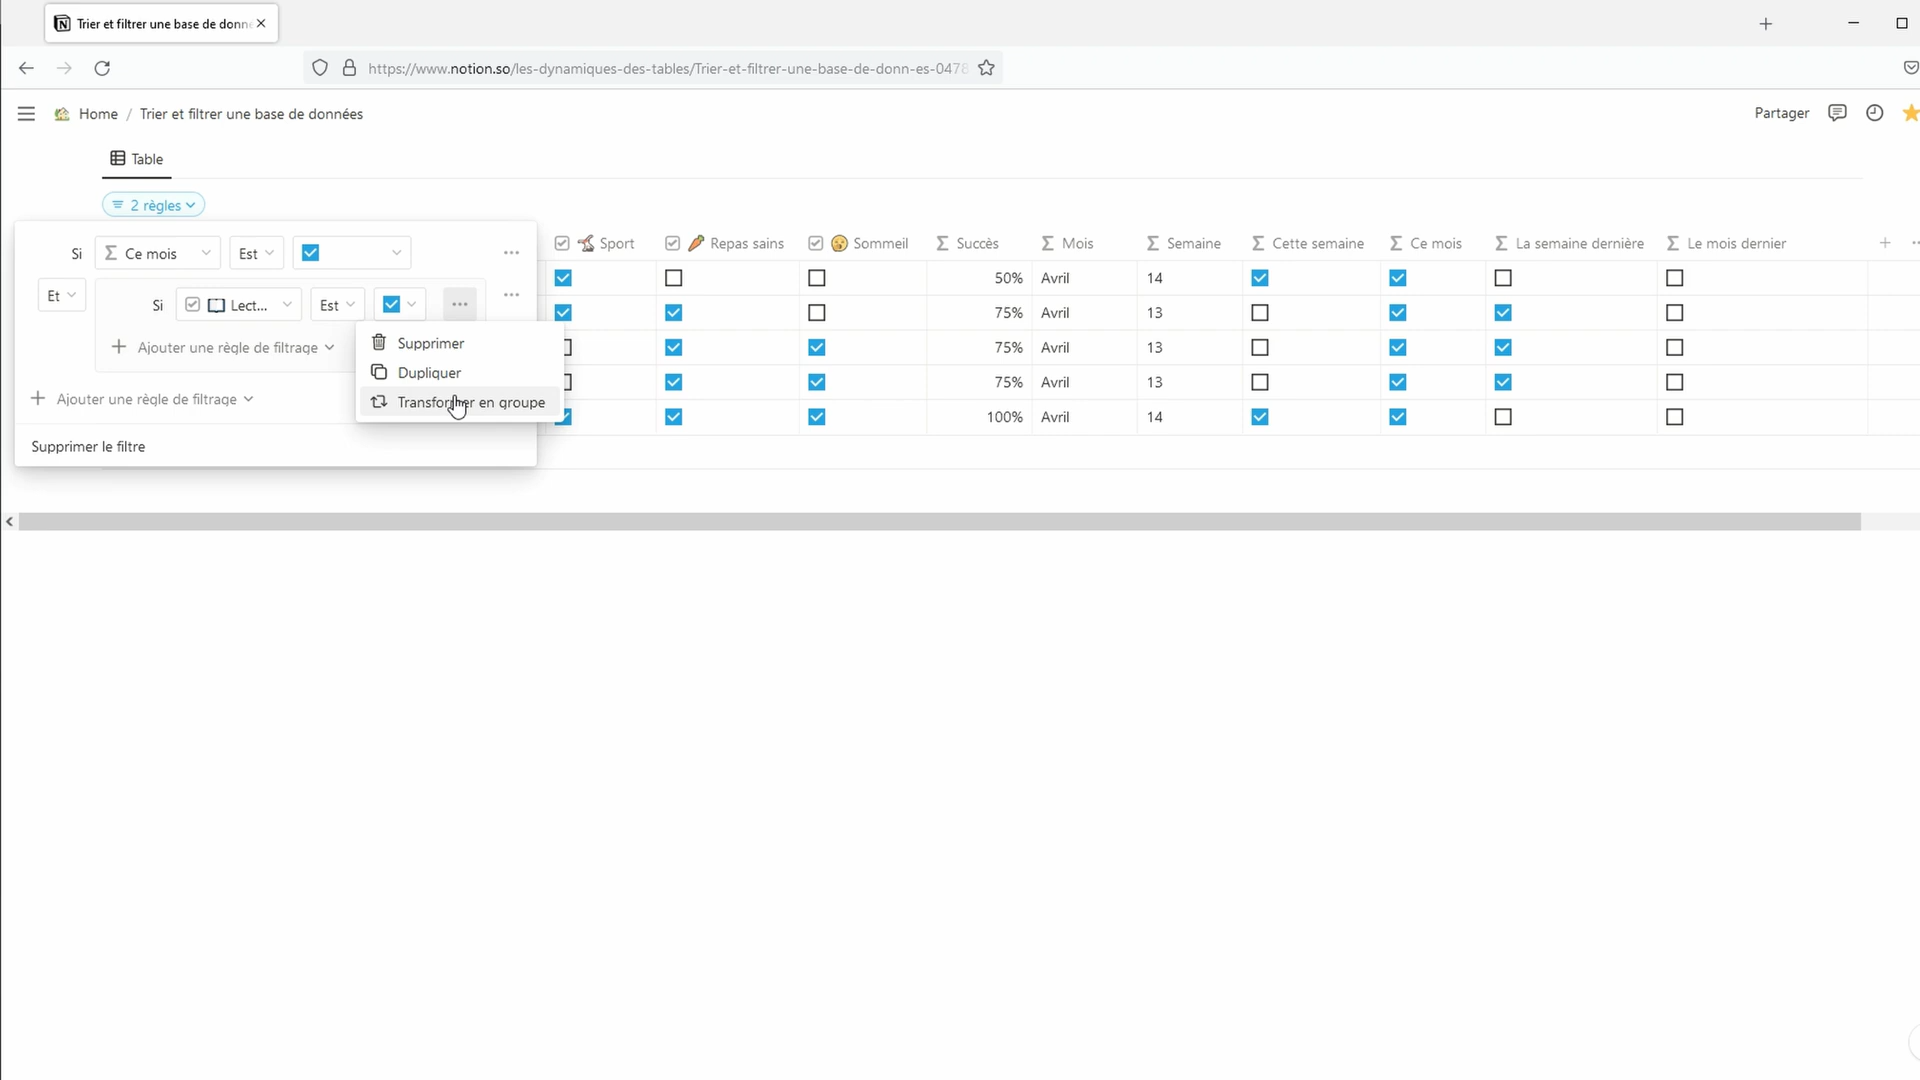 Trier et filtrer une base de donn
https://www.notion.so/les-dynamiques-des-tables/Trier-et-filtrer-une-base-de-donn-es-0478
Home / Trier et filtrer une base de données
Partager
Table
2 règles
Si Ce mois Est
Et
Si Lect... Est
Ajouter une règle de filtrage
Ajouter une règle de filtrage
Supprimer le filtre
Supprimer
Dupliquer
Transformer en groupe
Sport Repas sains Sommeil Succès Mois Semaine Cette semaine Ce mois La semaine dernière Le mois dernier
50% Avril 14
75% Avril 13
75% Avril 13
75% Avril 13
100% Avril 14